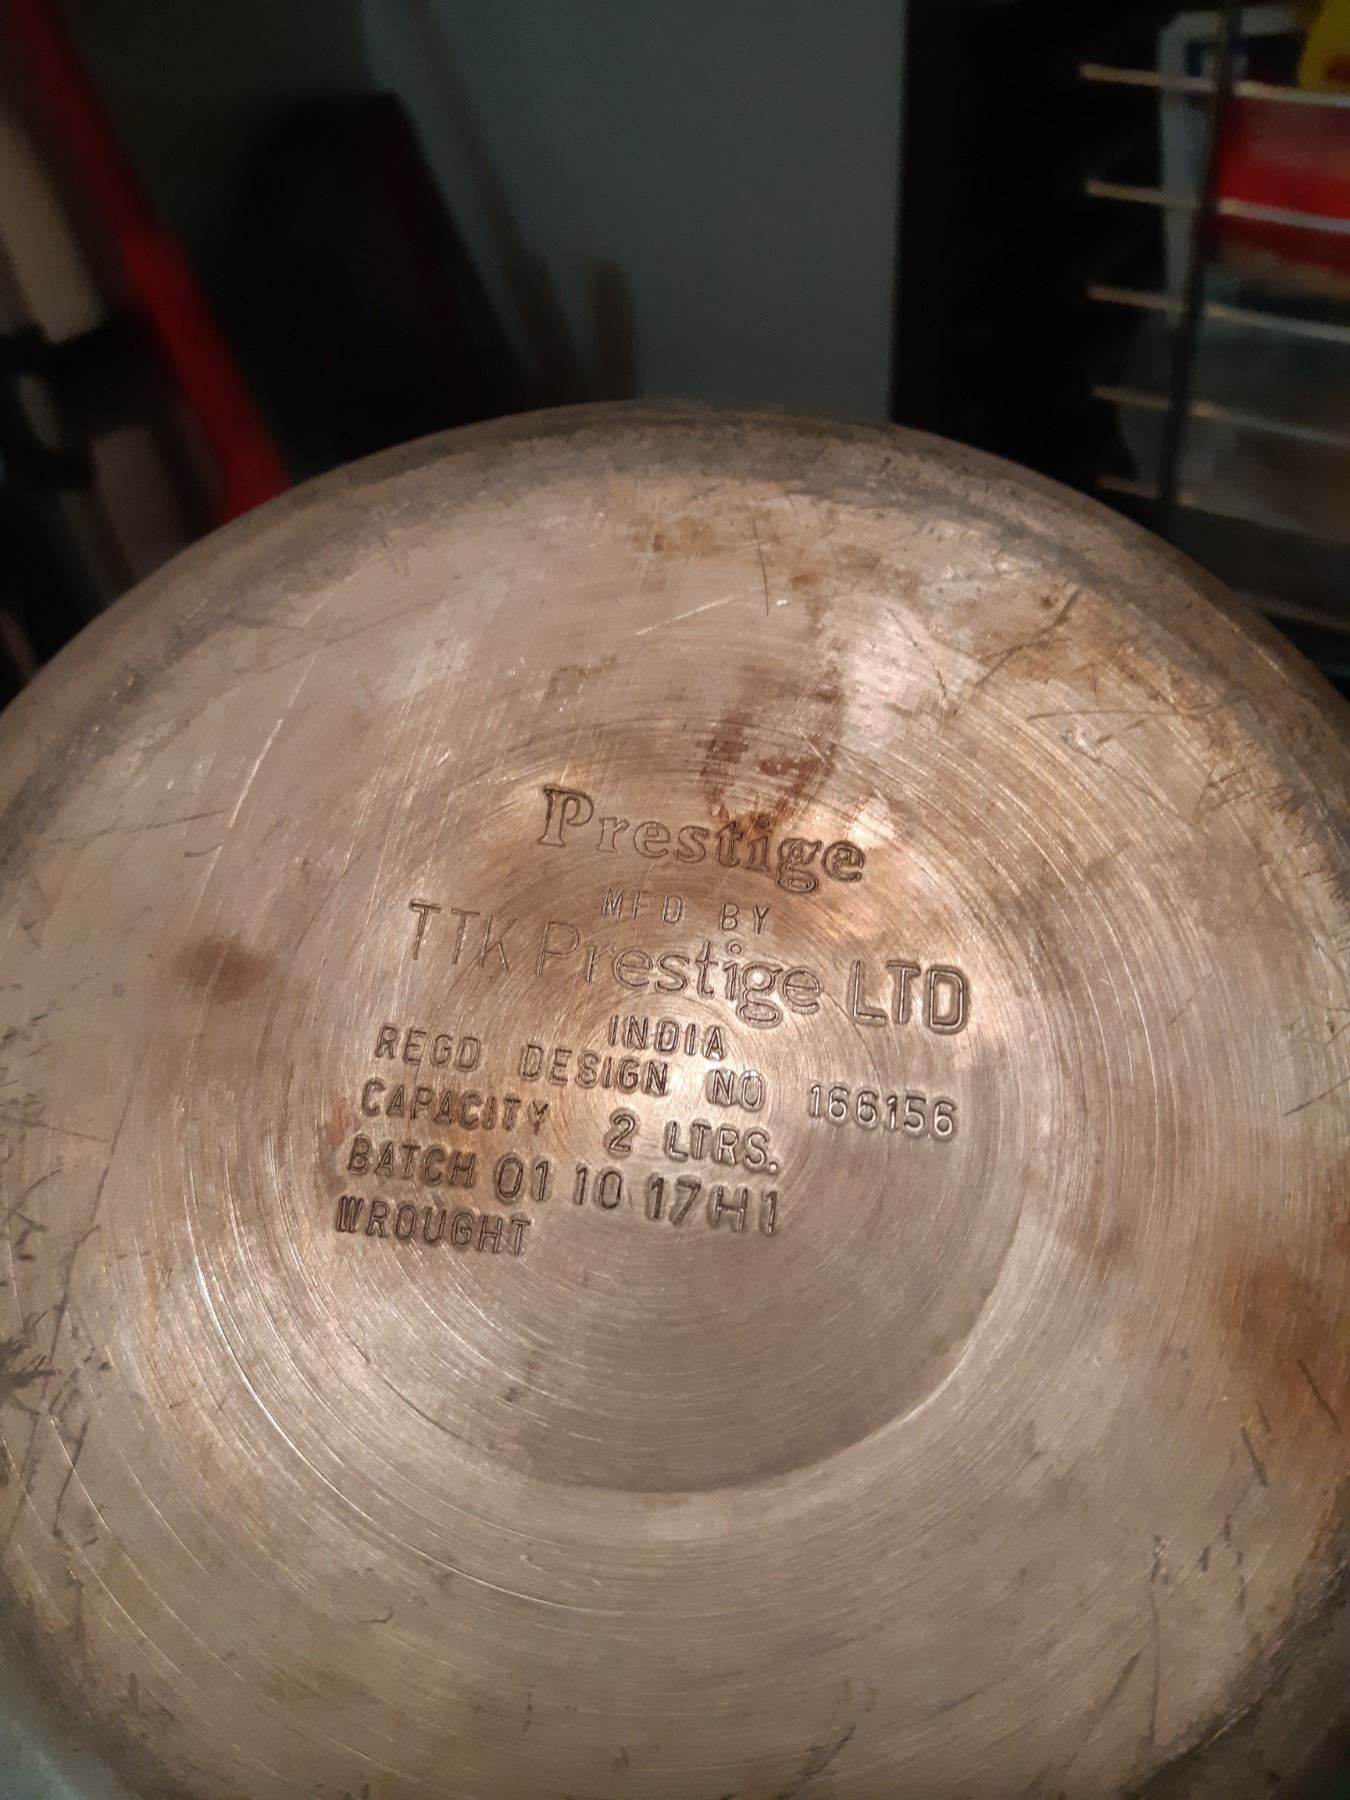 Prestige
MFD BY
TTK Prestige LTD
INDIA
REGD DESIGN NO 166156
CAPACITY 2 LTRS.
BATCH 01 10 17H1
WROUGHT